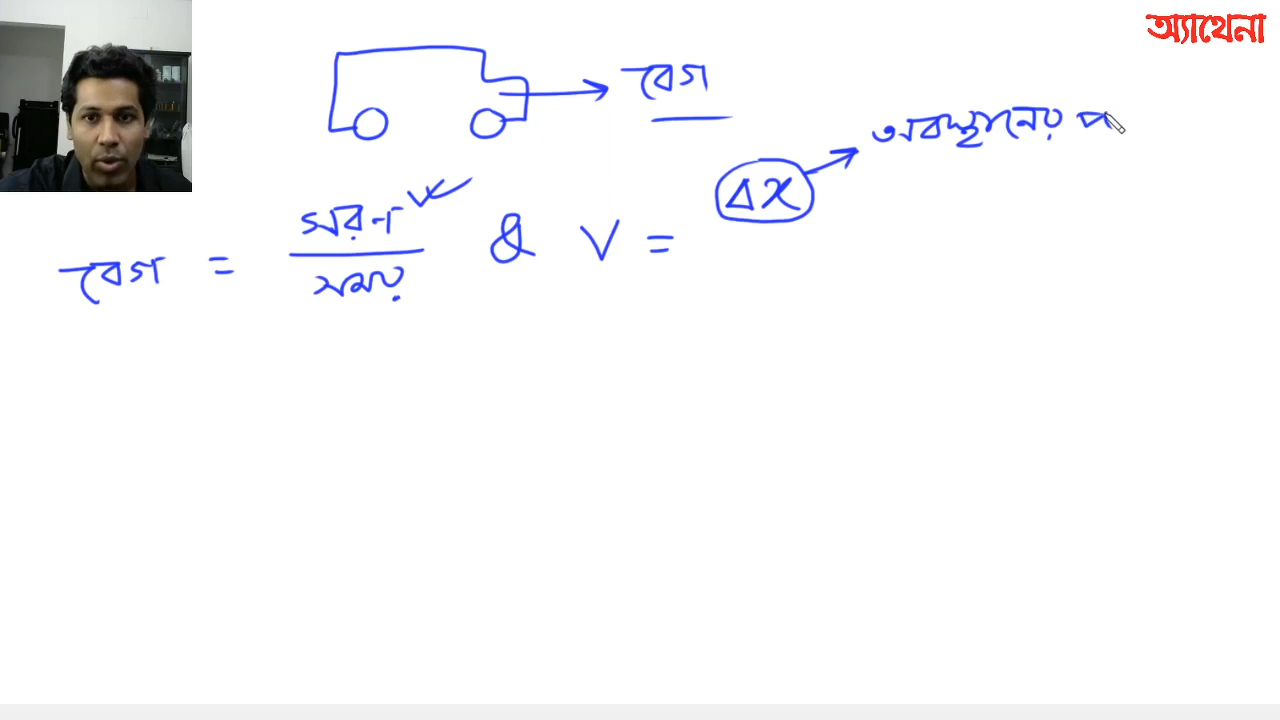 অ্যাথেনা
বেগ
অবস্থানের প
Δx
বেগ = সরণ / সময় & V =